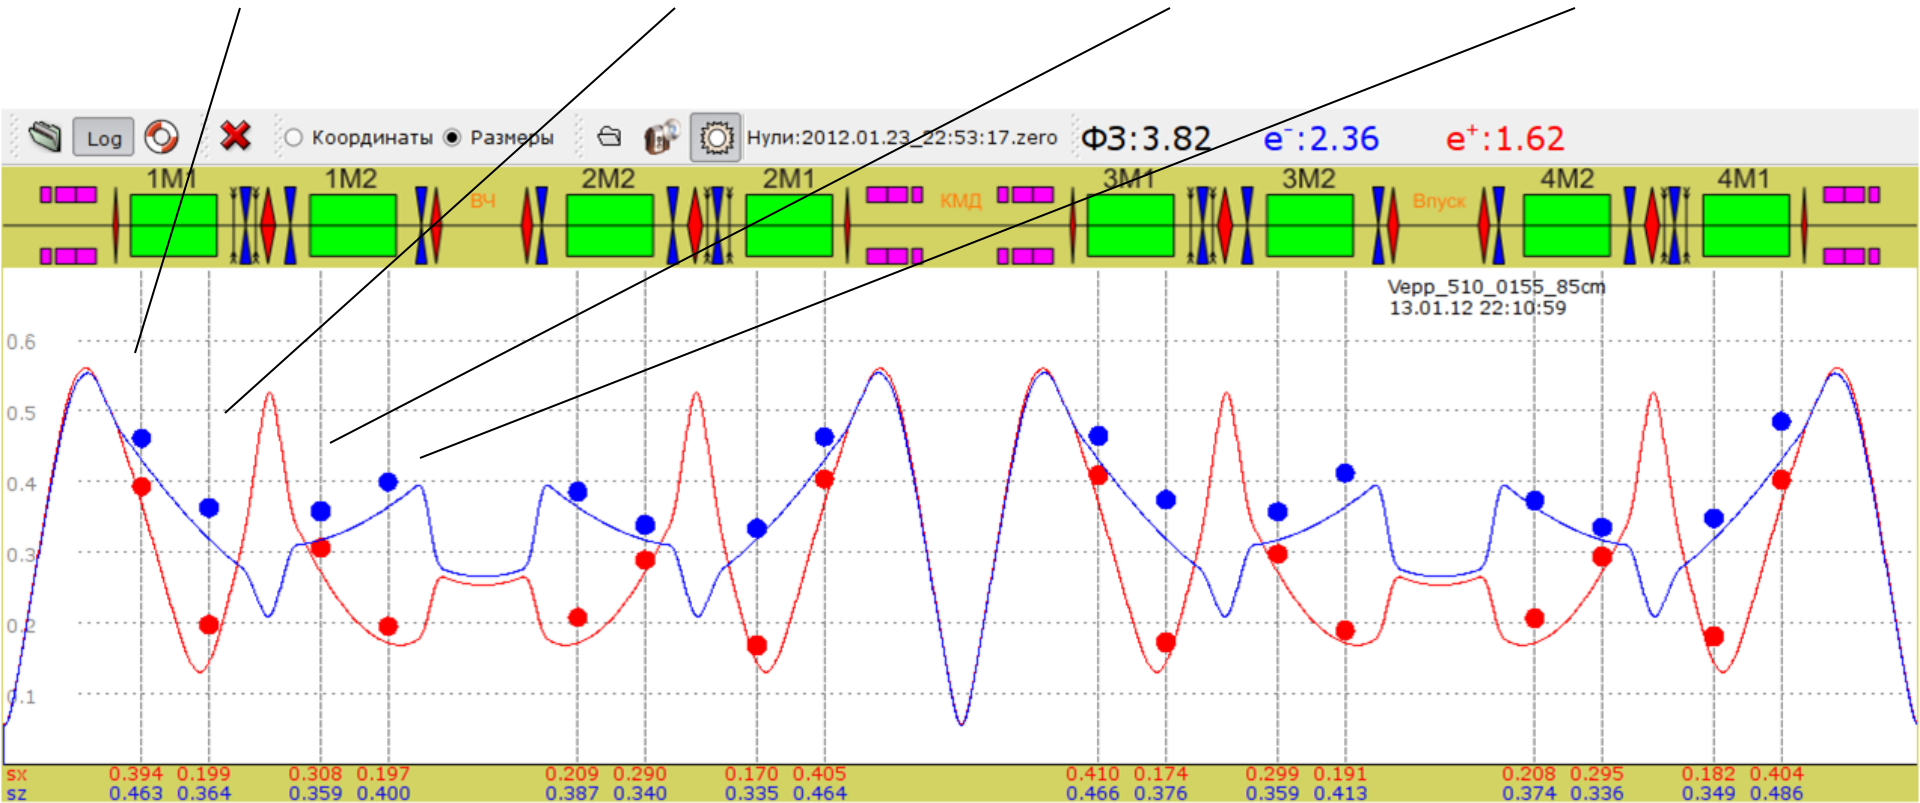 Log Координаты Размеры Нули:2012.01.23_22:53:17.zero ФЗ:3.82 e⁻:2.36 e⁺:1.62
1M1 1M2 2M2 2M1 3M1 3M2 4M2 4M1
ВЧ КМД Впуск
Vepp_510_0155_85cm
13.01.12 22:10:59
0.6
0.5
0.4
0.3
0.2
0.1
sx 0.394 0.199 0.308 0.197 0.209 0.290 0.170 0.405 0.410 0.174 0.299 0.191 0.208 0.295 0.182 0.404
sz 0.463 0.364 0.359 0.400 0.387 0.340 0.335 0.464 0.466 0.376 0.359 0.413 0.374 0.336 0.349 0.486